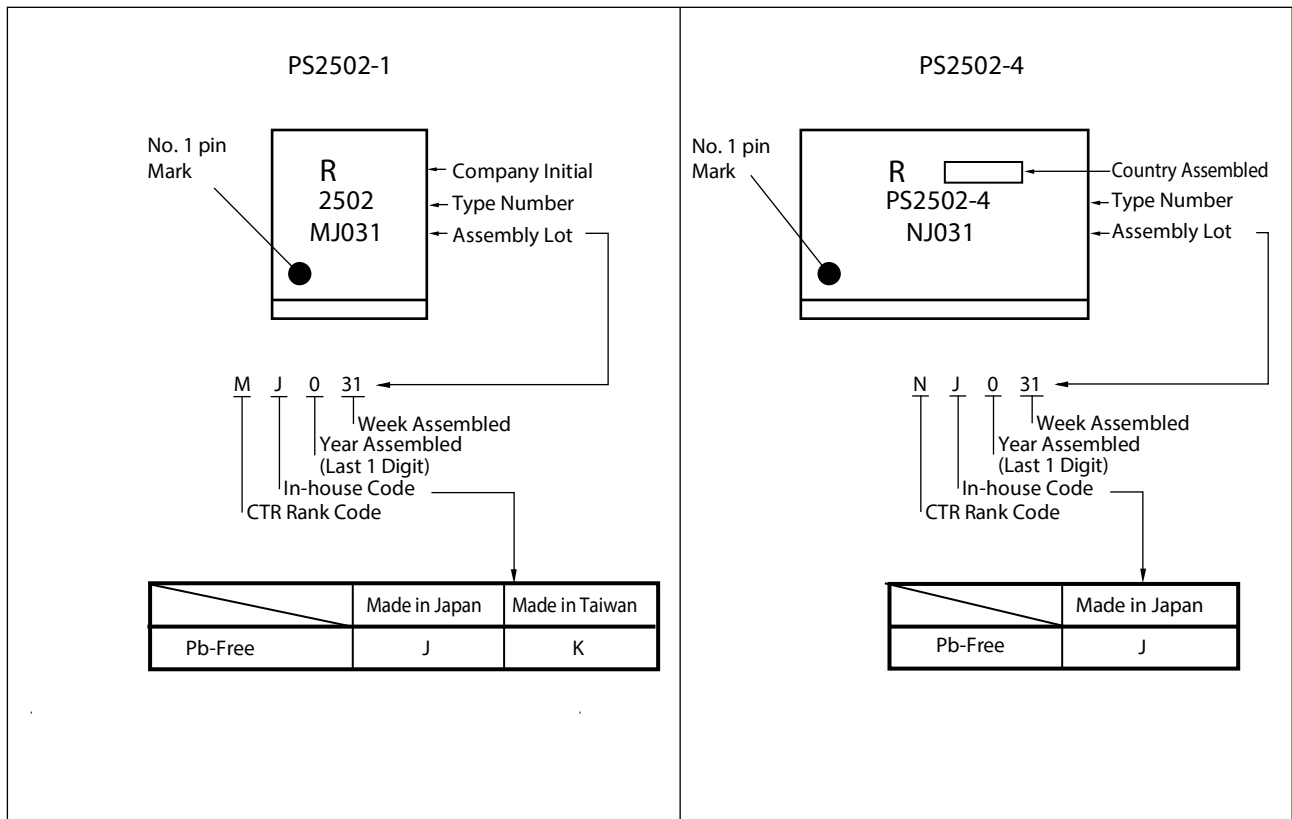 PS2502-1
No. 1 pin
Mark
R
2502
MJ031
Company Initial
Type Number
Assembly Lot
M J 0 31
Week Assembled
Year Assembled
(Last 1 Digit)
In-house Code
CTR Rank Code
Made in Japan Made in Taiwan
Pb-Free J K
PS2502-4
No. 1 pin
Mark
R
PS2502-4
NJ031
Country Assembled
Type Number
Assembly Lot
N J 0 31
Week Assembled
Year Assembled
(Last 1 Digit)
In-house Code
CTR Rank Code
Made in Japan
Pb-Free J